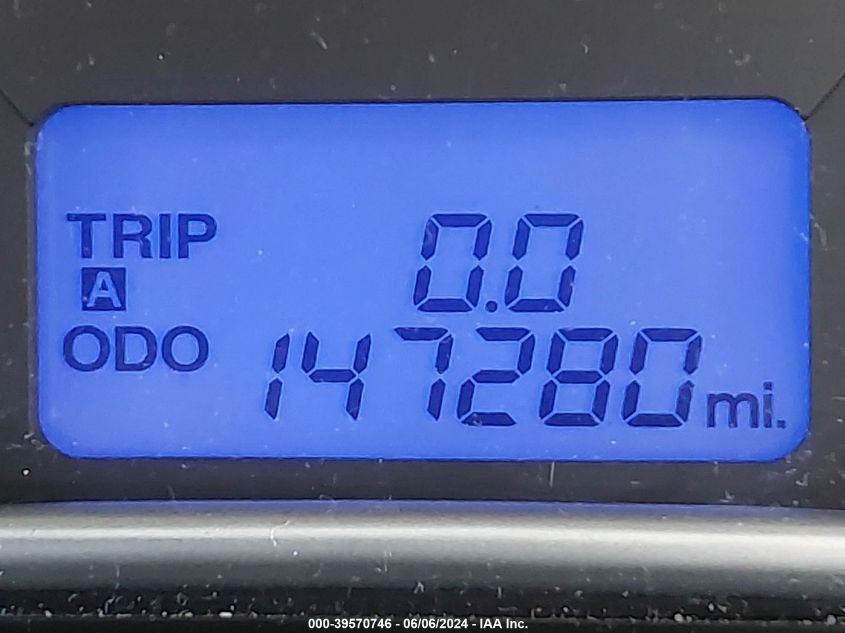 TRIP 0.0
A
ODO 147280 mi.
000-39570746 - 06/06/2024 - IAA Inc.